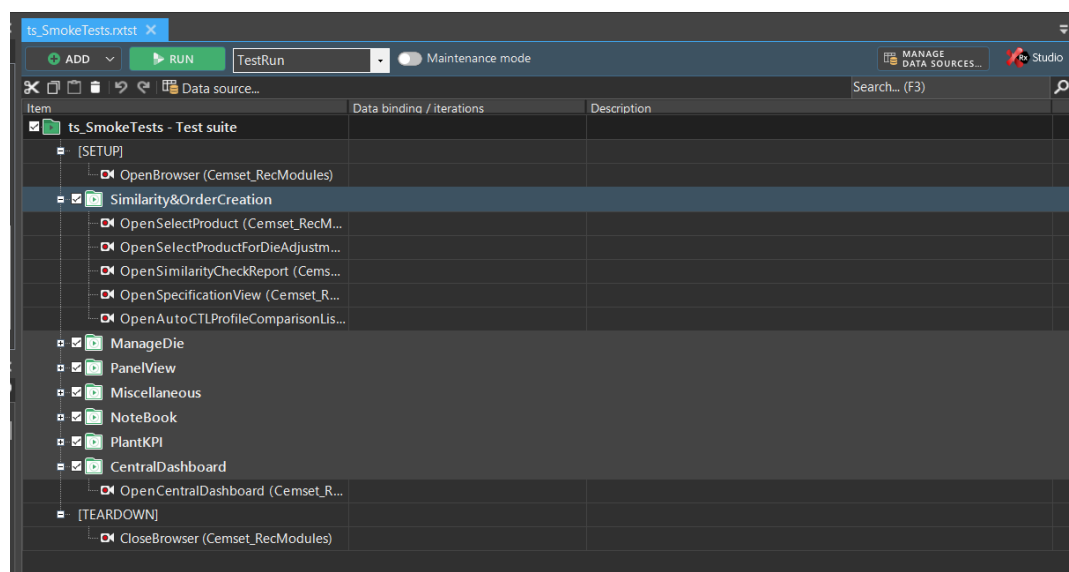 ts_SmokeTests.rxtst
ADD RUN TestRun Maintenance mode MANAGE DATA SOURCES... Rx Studio
Data source... Search... (F3)
Item Data binding / iterations Description
ts_SmokeTests - Test suite
[SETUP]
OpenBrowser (Cemset_RecModules)
Similarity&OrderCreation
OpenSelectProduct (Cemset_RecM...
OpenSelectProductForDieAdjustm...
OpenSimilarityCheckReport (Cems...
OpenSpecificationView (Cemset_R...
OpenAutoCTLProfileComparisonLis...
ManageDie
PanelView
Miscellaneous
NoteBook
PlantKPI
CentralDashboard
OpenCentralDashboard (Cemset_R...
[TEARDOWN]
CloseBrowser (Cemset_RecModules)